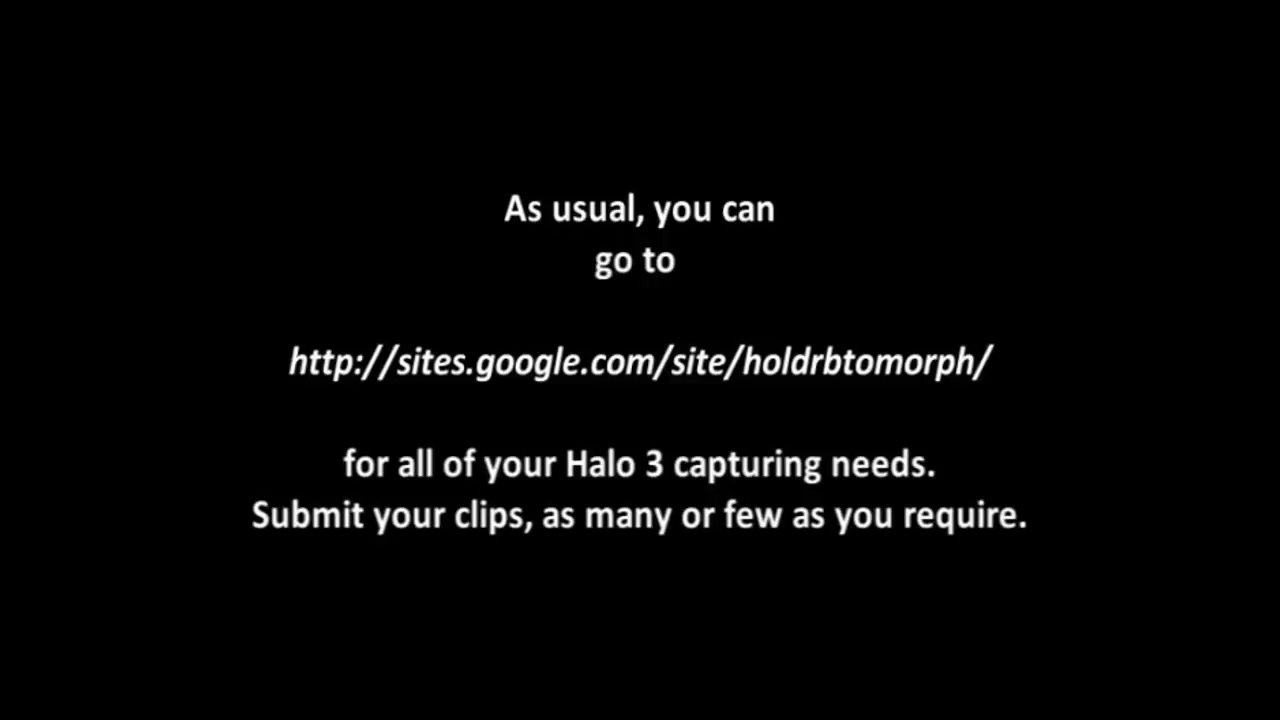 As usual, you can
go to
http://sites.google.com/site/holdrbtomorph/
for all of your Halo 3 capturing needs.
Submit your clips, as many or few as you require.